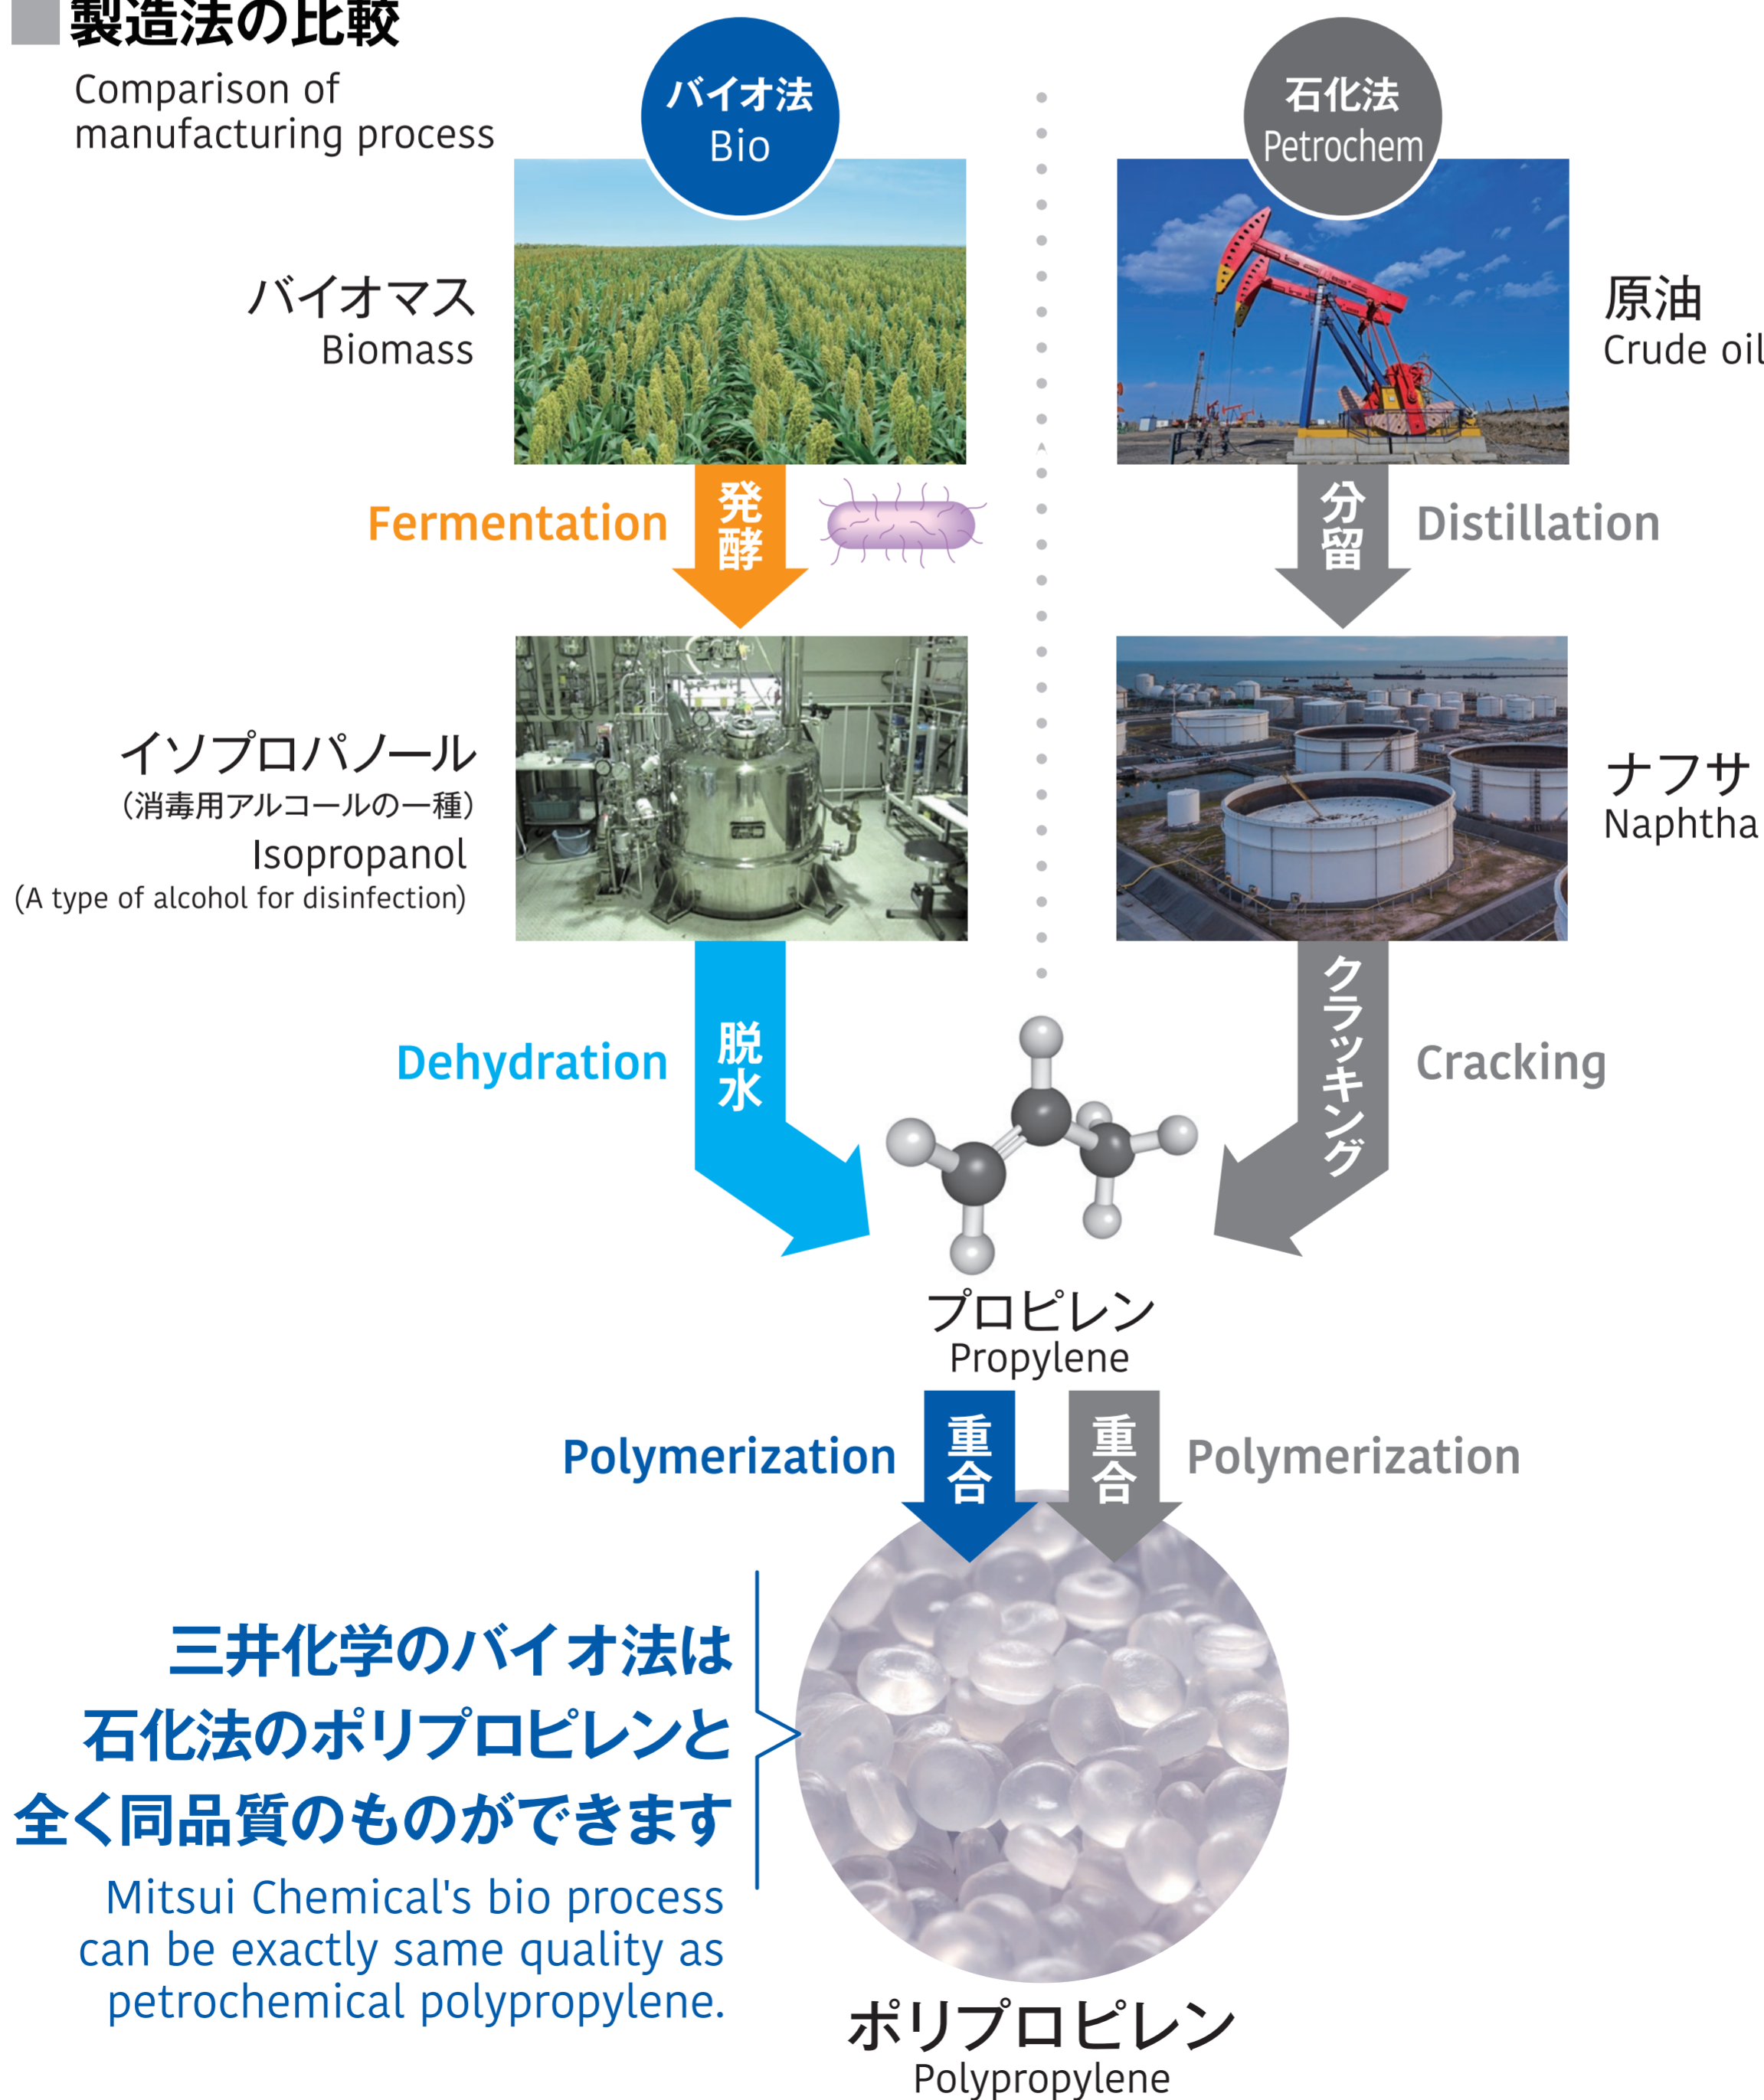 製造法の比較
Comparison of
manufacturing process
バイオ法
Bio
石化法
Petrochem
バイオマス
Biomass
原油
Crude oil
Fermentation
発酵
分留
Distillation
イソプロパノール
（消毒用アルコールの一種）
Isopropanol
(A type of alcohol for disinfection)
ナフサ
Naphtha
Dehydration
脱水
クラッキング
Cracking
プロピレン
Propylene
Polymerization
重合
重合
Polymerization
三井化学のバイオ法は
石化法のポリプロピレンと
全く同品質のものができます
Mitsui Chemical's bio process
can be exactly same quality as
petrochemical polypropylene.
ポリプロピレン
Polypropylene